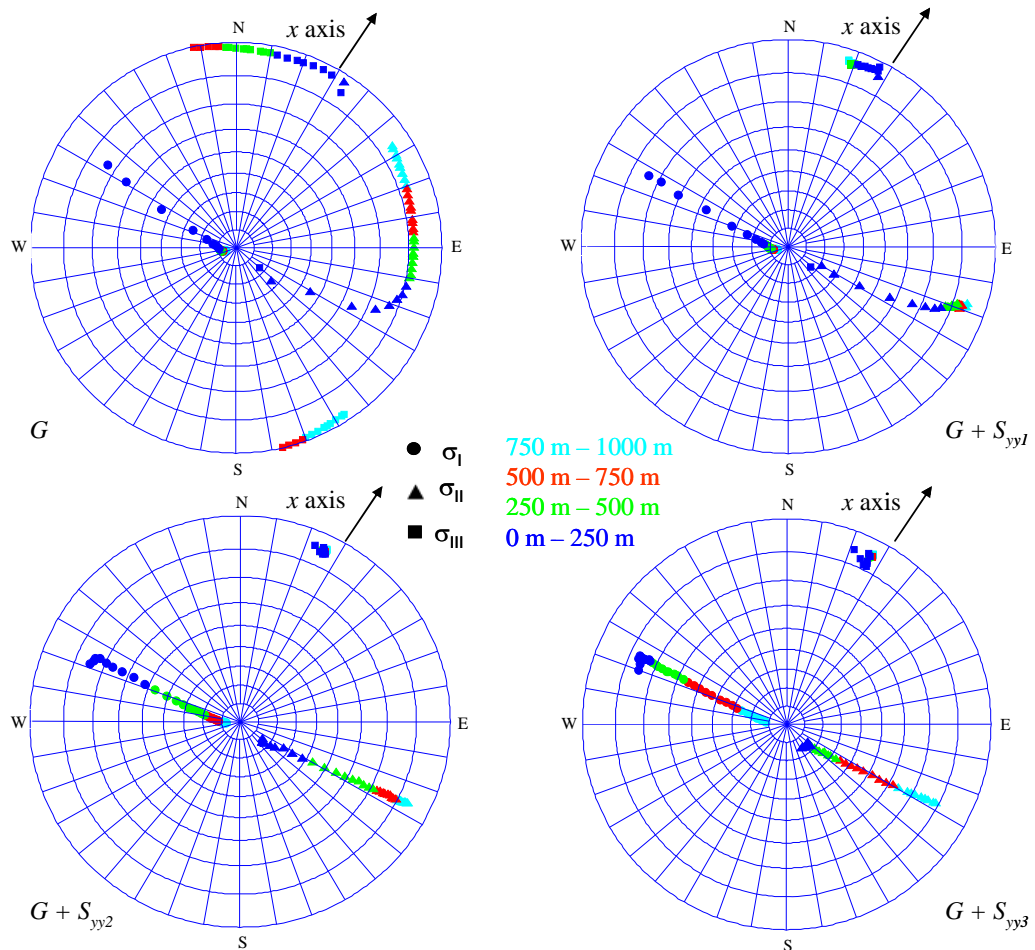 N
x axis
W
E
S
G
N
x axis
W
E
S
G + Syy1
σI
σII
σIII
750 m – 1000 m
500 m – 750 m
250 m – 500 m
0 m – 250 m
N
x axis
W
E
S
G + Syy2
N
x axis
W
E
S
G + Syy3